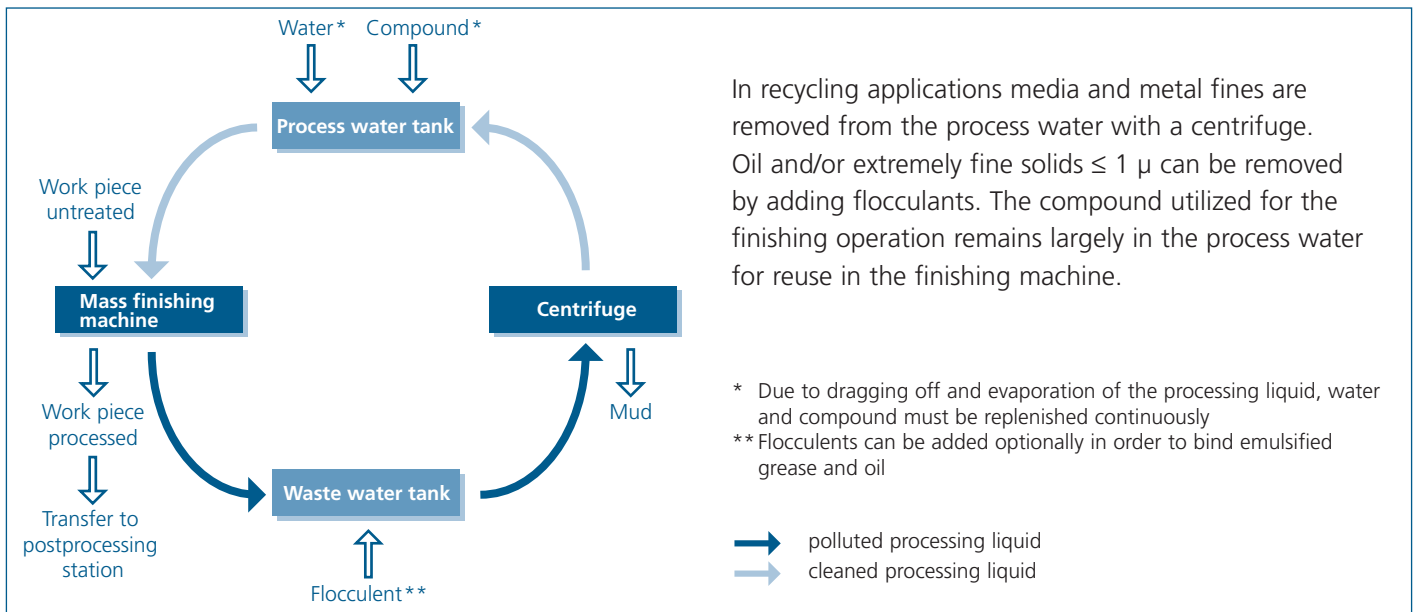 Water*
Compound*
Process water tank
Work piece
untreated
Mass finishing
machine
Centrifuge
Work piece
processed
Mud
Waste water tank
Transfer to
postprocessing
station
Flocculent**
In recycling applications media and metal fines are
removed from the process water with a centrifuge.
Oil and/or extremely fine solids ≤ 1 µ can be removed
by adding flocculants. The compound utilized for the
finishing operation remains largely in the process water
for reuse in the finishing machine.
* Due to dragging off and evaporation of the processing liquid, water
and compound must be replenished continuously
** Flocculents can be added optionally in order to bind emulsified
grease and oil
polluted processing liquid
cleaned processing liquid